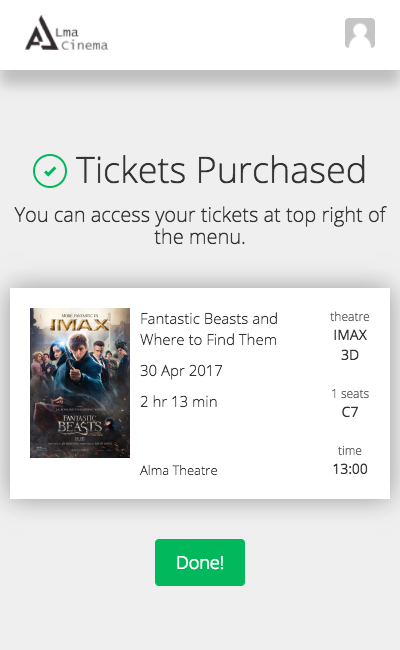 Lma
Cinema
Tickets Purchased
You can access your tickets at top right of
the menu.
MORE FANTASTIC IN
IMAX
FANTASTIC
BEASTS
Fantastic Beasts and
Where to Find Them
30 Apr 2017
2 hr 13 min
Alma Theatre
theatre
IMAX
3D
1 seats
C7
time
13:00
Done!